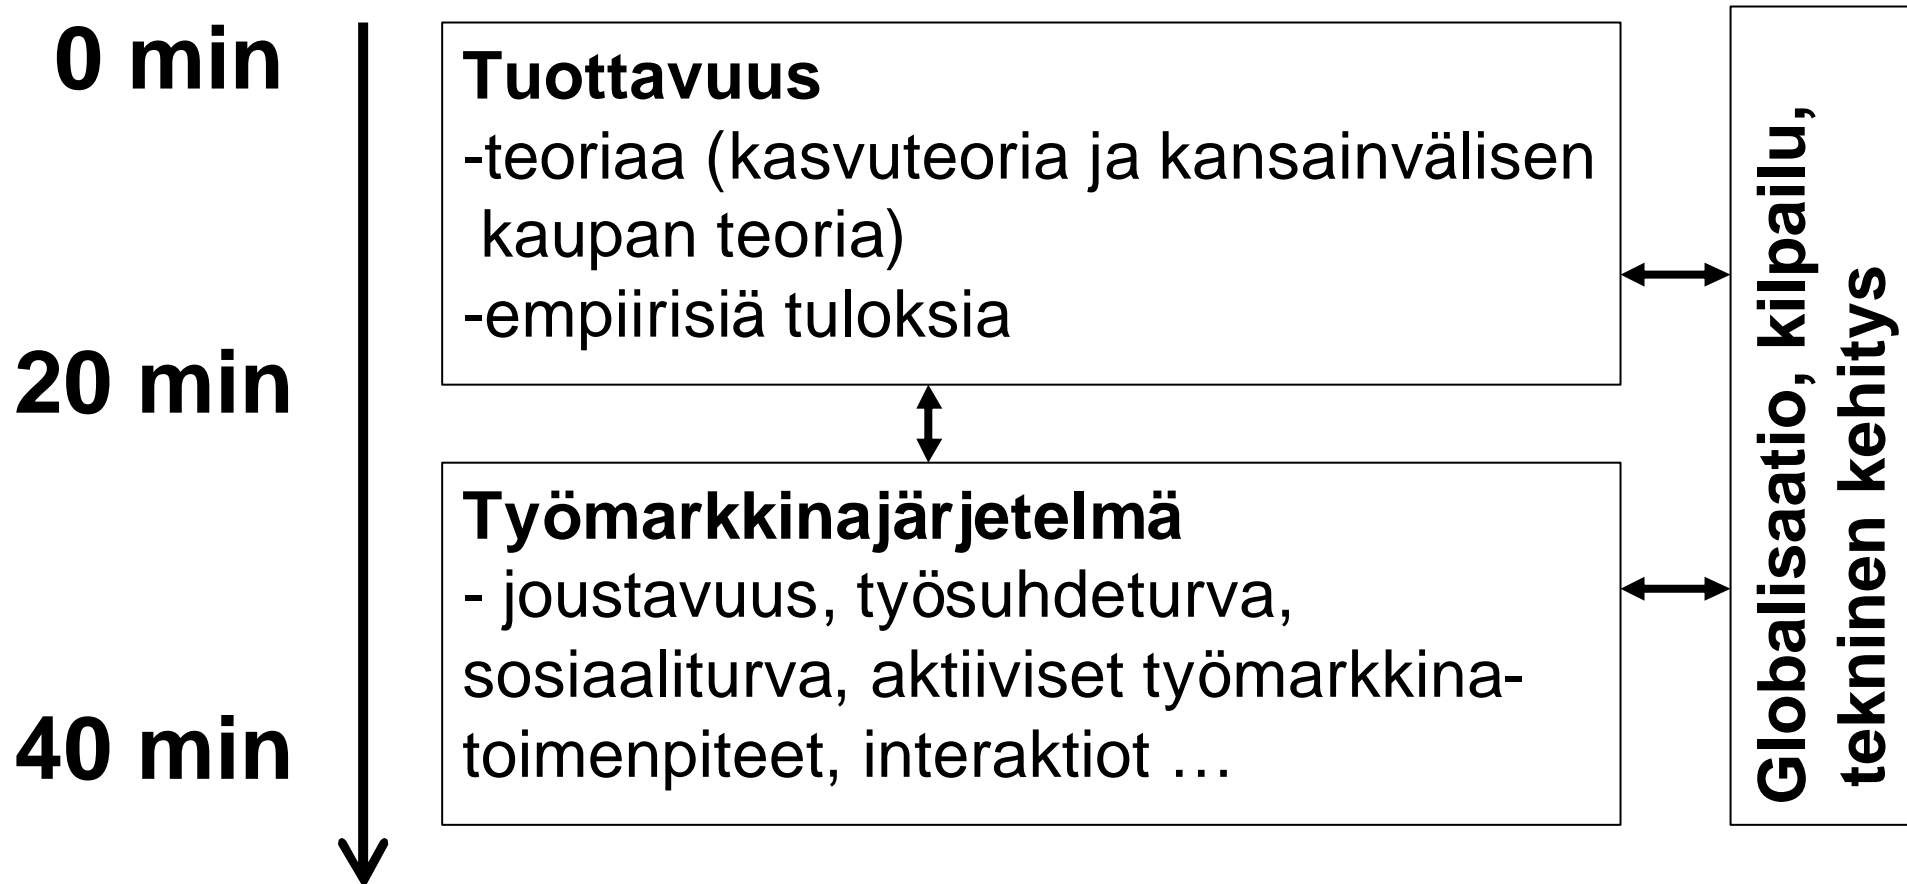 0 min
20 min
40 min
Tuottavuus
-teoriaa (kasvuteoria ja kansainvälisen
kaupan teoria)
-empiirisiä tuloksia
Työmarkkinajärjetelmä
- joustavuus, työsuhdeturva,
sosiaaliturva, aktiiviset työmarkkina-
toimenpiteet, interaktiot …
Globalisaatio, kilpailu,
tekninen kehitys